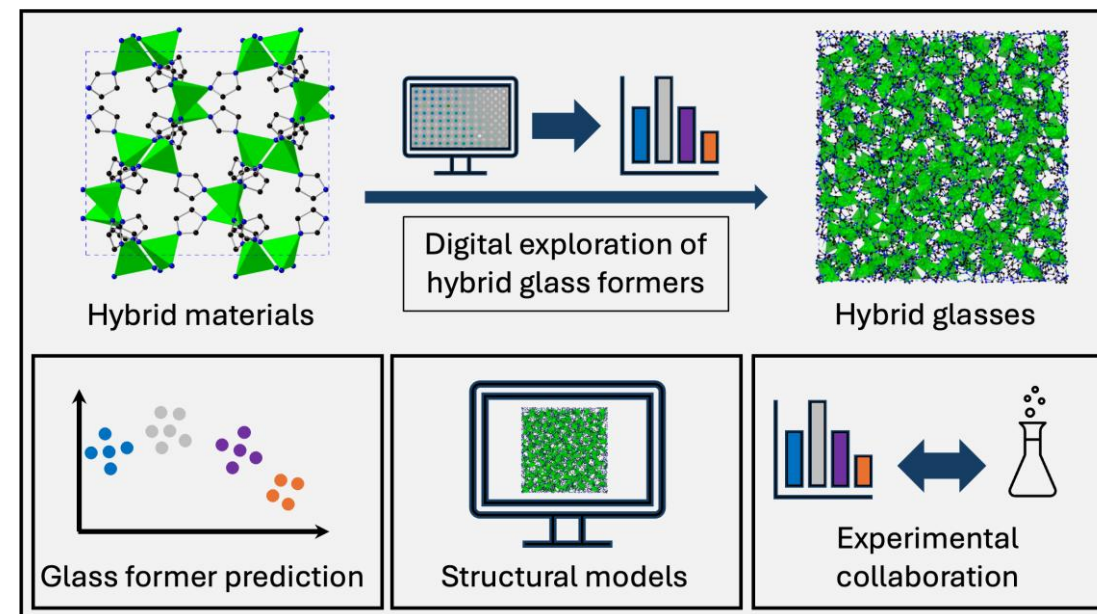 Digital exploration of
hybrid glass formers
Hybrid materials
Hybrid glasses
Glass former prediction
Structural models
Experimental
collaboration